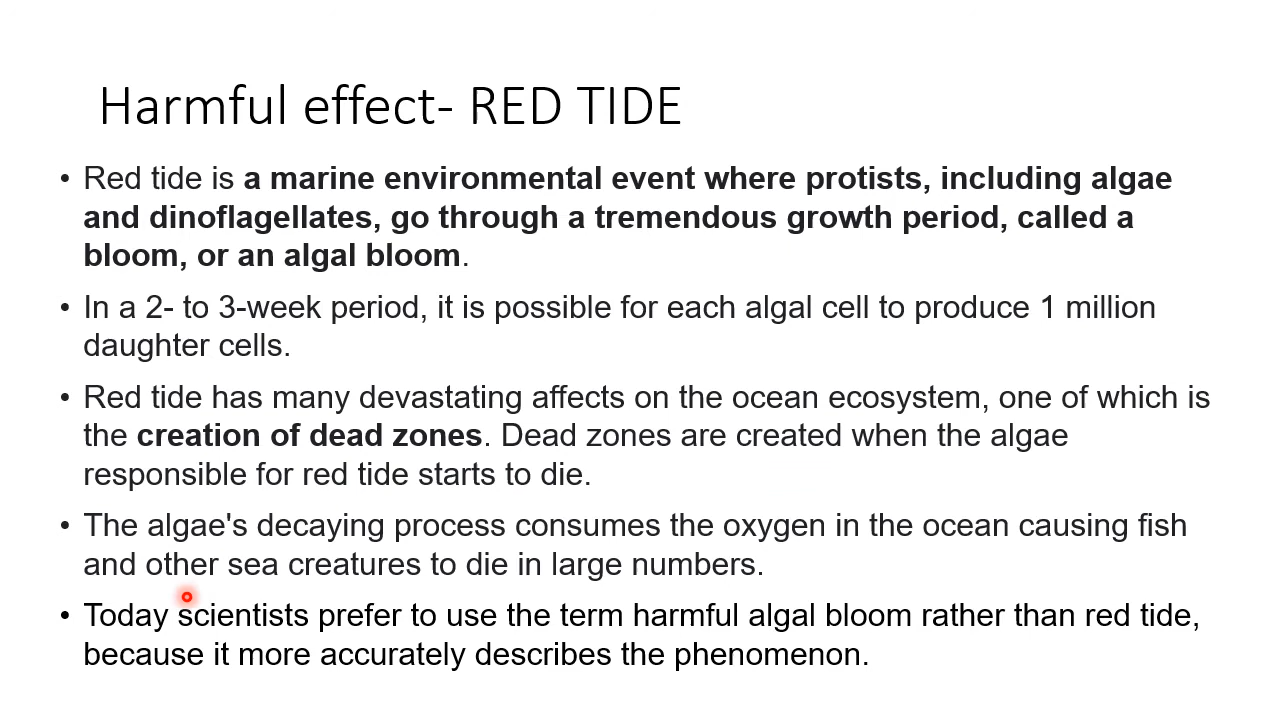 Harmful effect- RED TIDE
• Red tide is a marine environmental event where protists, including algae
and dinoflagellates, go through a tremendous growth period, called a
bloom, or an algal bloom.
• In a 2- to 3-week period, it is possible for each algal cell to produce 1 million
daughter cells.
• Red tide has many devastating affects on the ocean ecosystem, one of which is
the creation of dead zones. Dead zones are created when the algae
responsible for red tide starts to die.
• The algae's decaying process consumes the oxygen in the ocean causing fish
and other sea creatures to die in large numbers.
• Today scientists prefer to use the term harmful algal bloom rather than red tide,
because it more accurately describes the phenomenon.